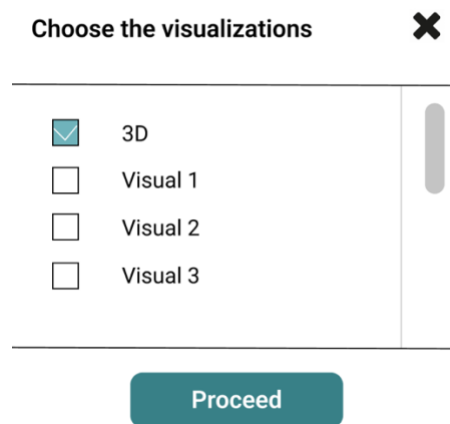 Choose the visualizations
3D
Visual 1
Visual 2
Visual 3
Proceed